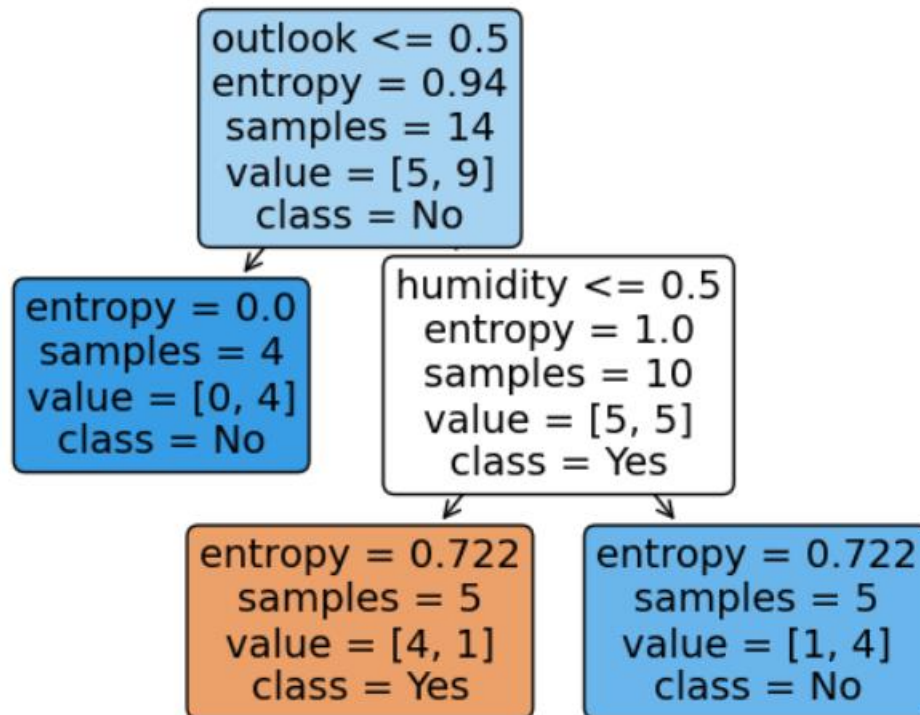 outlook <= 0.5
entropy = 0.94
samples = 14
value = [5, 9]
class = No
entropy = 0.0
samples = 4
value = [0, 4]
class = No
humidity <= 0.5
entropy = 1.0
samples = 10
value = [5, 5]
class = Yes
entropy = 0.722
samples = 5
value = [4, 1]
class = Yes
entropy = 0.722
samples = 5
value = [1, 4]
class = No